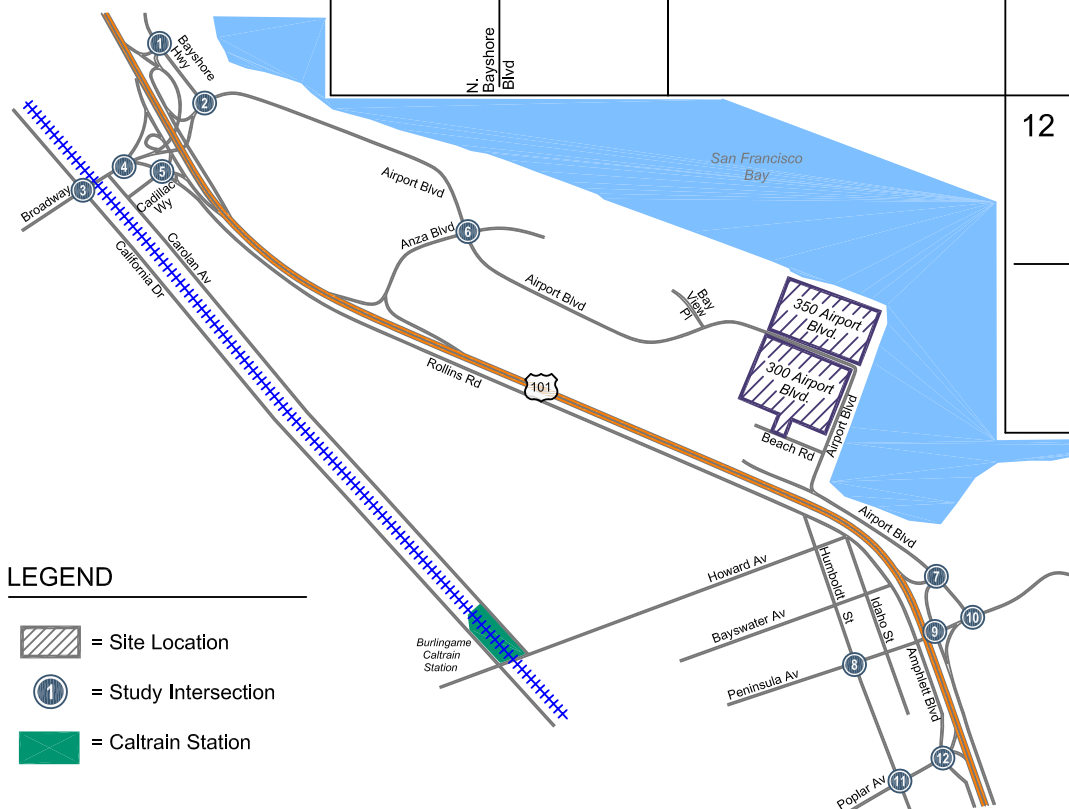 1
Bayshore
Hwy
2
N.
Bayshore
Blvd
12
San Francisco
Bay
4
5
3
Broadway
Cadillac
Wy
Airport Blvd
Anza Blvd
6
Carolan Av
California Dr
Airport Blvd
Bay
View
Pl
350 Airport
Blvd.
300 Airport
Blvd.
Rollins Rd
101
Airport Blvd
Beach Rd
Airport Blvd
Howard Av
Humboldt
St
Idaho St
7
Bayswater Av
10
9
8
Peninsula Av
Amphlett Blvd
Burlingame
Caltrain
Station
12
11
Poplar Av
LEGEND
= Site Location
1
= Study Intersection
= Caltrain Station